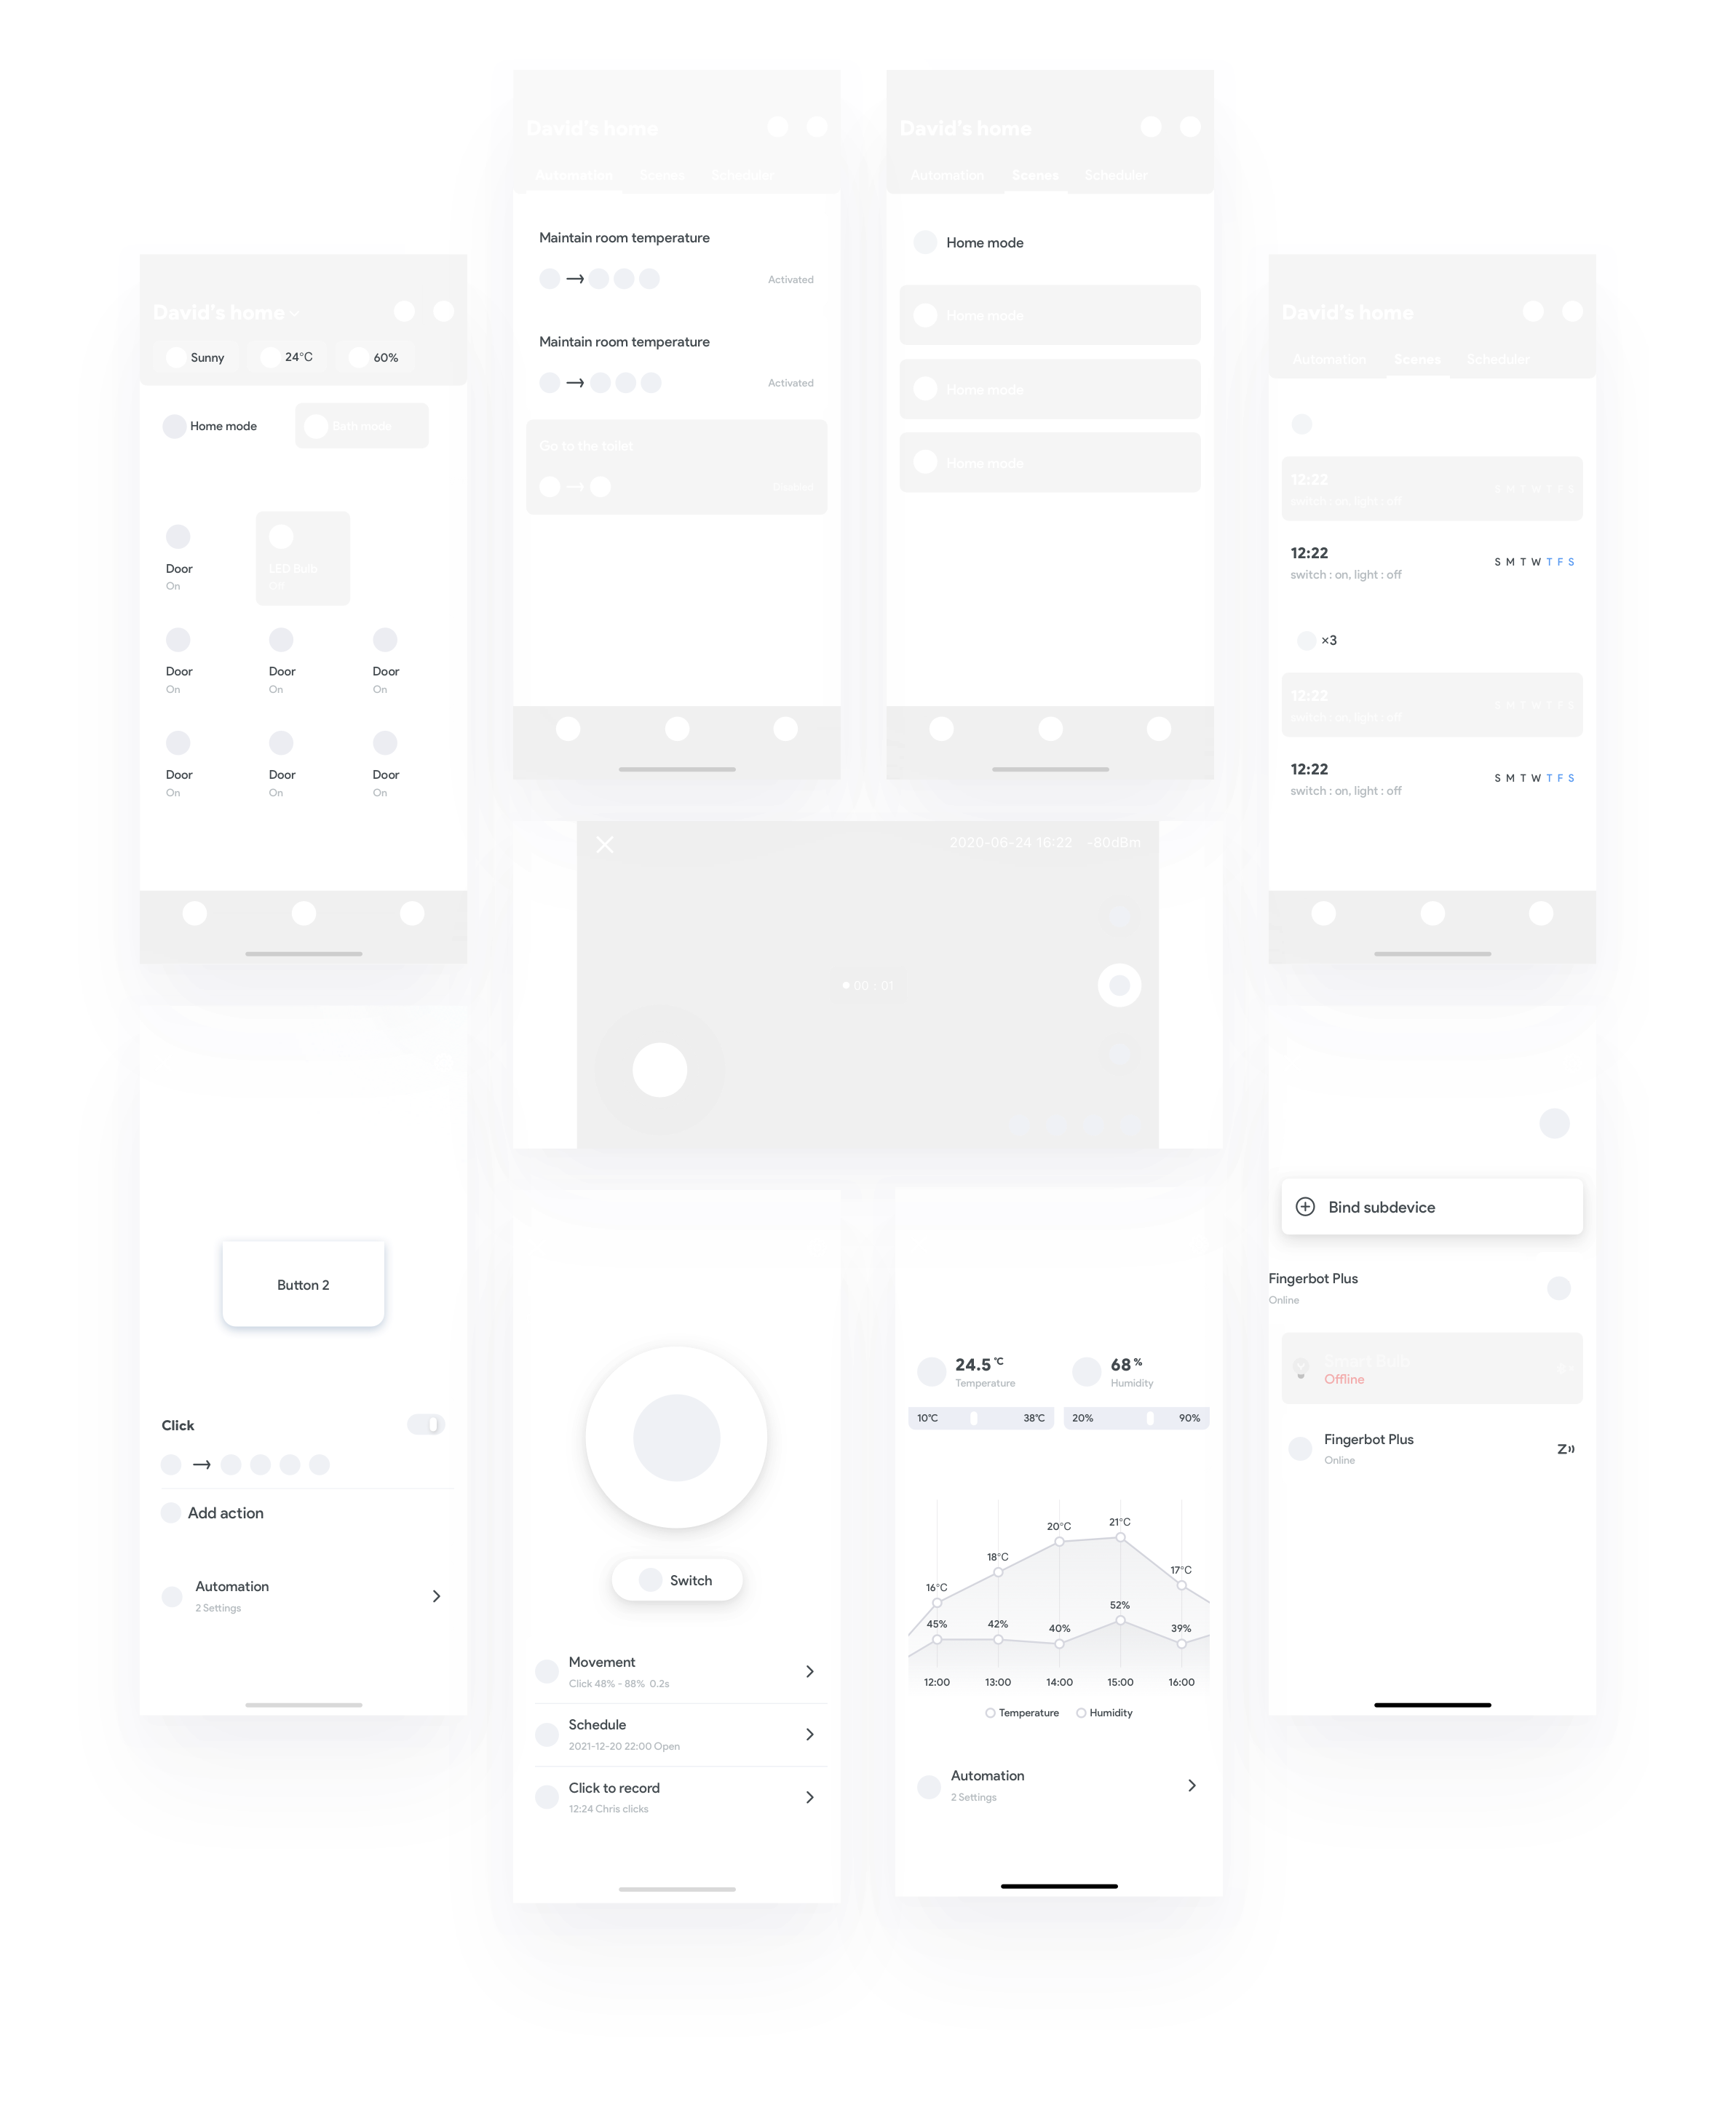 David's home
Automation Scenes Scheduler
Maintain room temperature
Activated
Maintain room temperature
Activated
Go to the toilet
Disabled
David's home
Automation Scenes Scheduler
Home mode
Home mode
Home mode
Home mode
David's home
Sunny 24°C 60%
Home mode Bath mode
Door
On
LED Bulb
Off
Door
On
Door
On
Door
On
Door
On
Door
On
Door
On
David's home
Automation Scenes Scheduler
12:22
switch : on, light : off
S M T W T F S
12:22
switch : on, light : off
S M T W T F S
×3
12:22
switch : on, light : off
S M T W T F S
12:22
switch : on, light : off
S M T W T F S
2020-06-24 16:22 -80dBm
00 : 01
Button 2
Click
Add action
Automation
2 Settings
Switch
Movement
Click 48% - 88% 0.2s
Schedule
2021-12-20 22:00 Open
Click to record
12:24 Chris clicks
24.5 °C
Temperature
68 %
Humidity
10°C 38°C
20% 90%
16°C 18°C 20°C 21°C 17°C
45% 42% 40% 52% 39%
12:00 13:00 14:00 15:00 16:00
Temperature Humidity
Automation
2 Settings
Bind subdevice
Fingerbot Plus
Online
Smart Bulb
Offline
Fingerbot Plus
Online